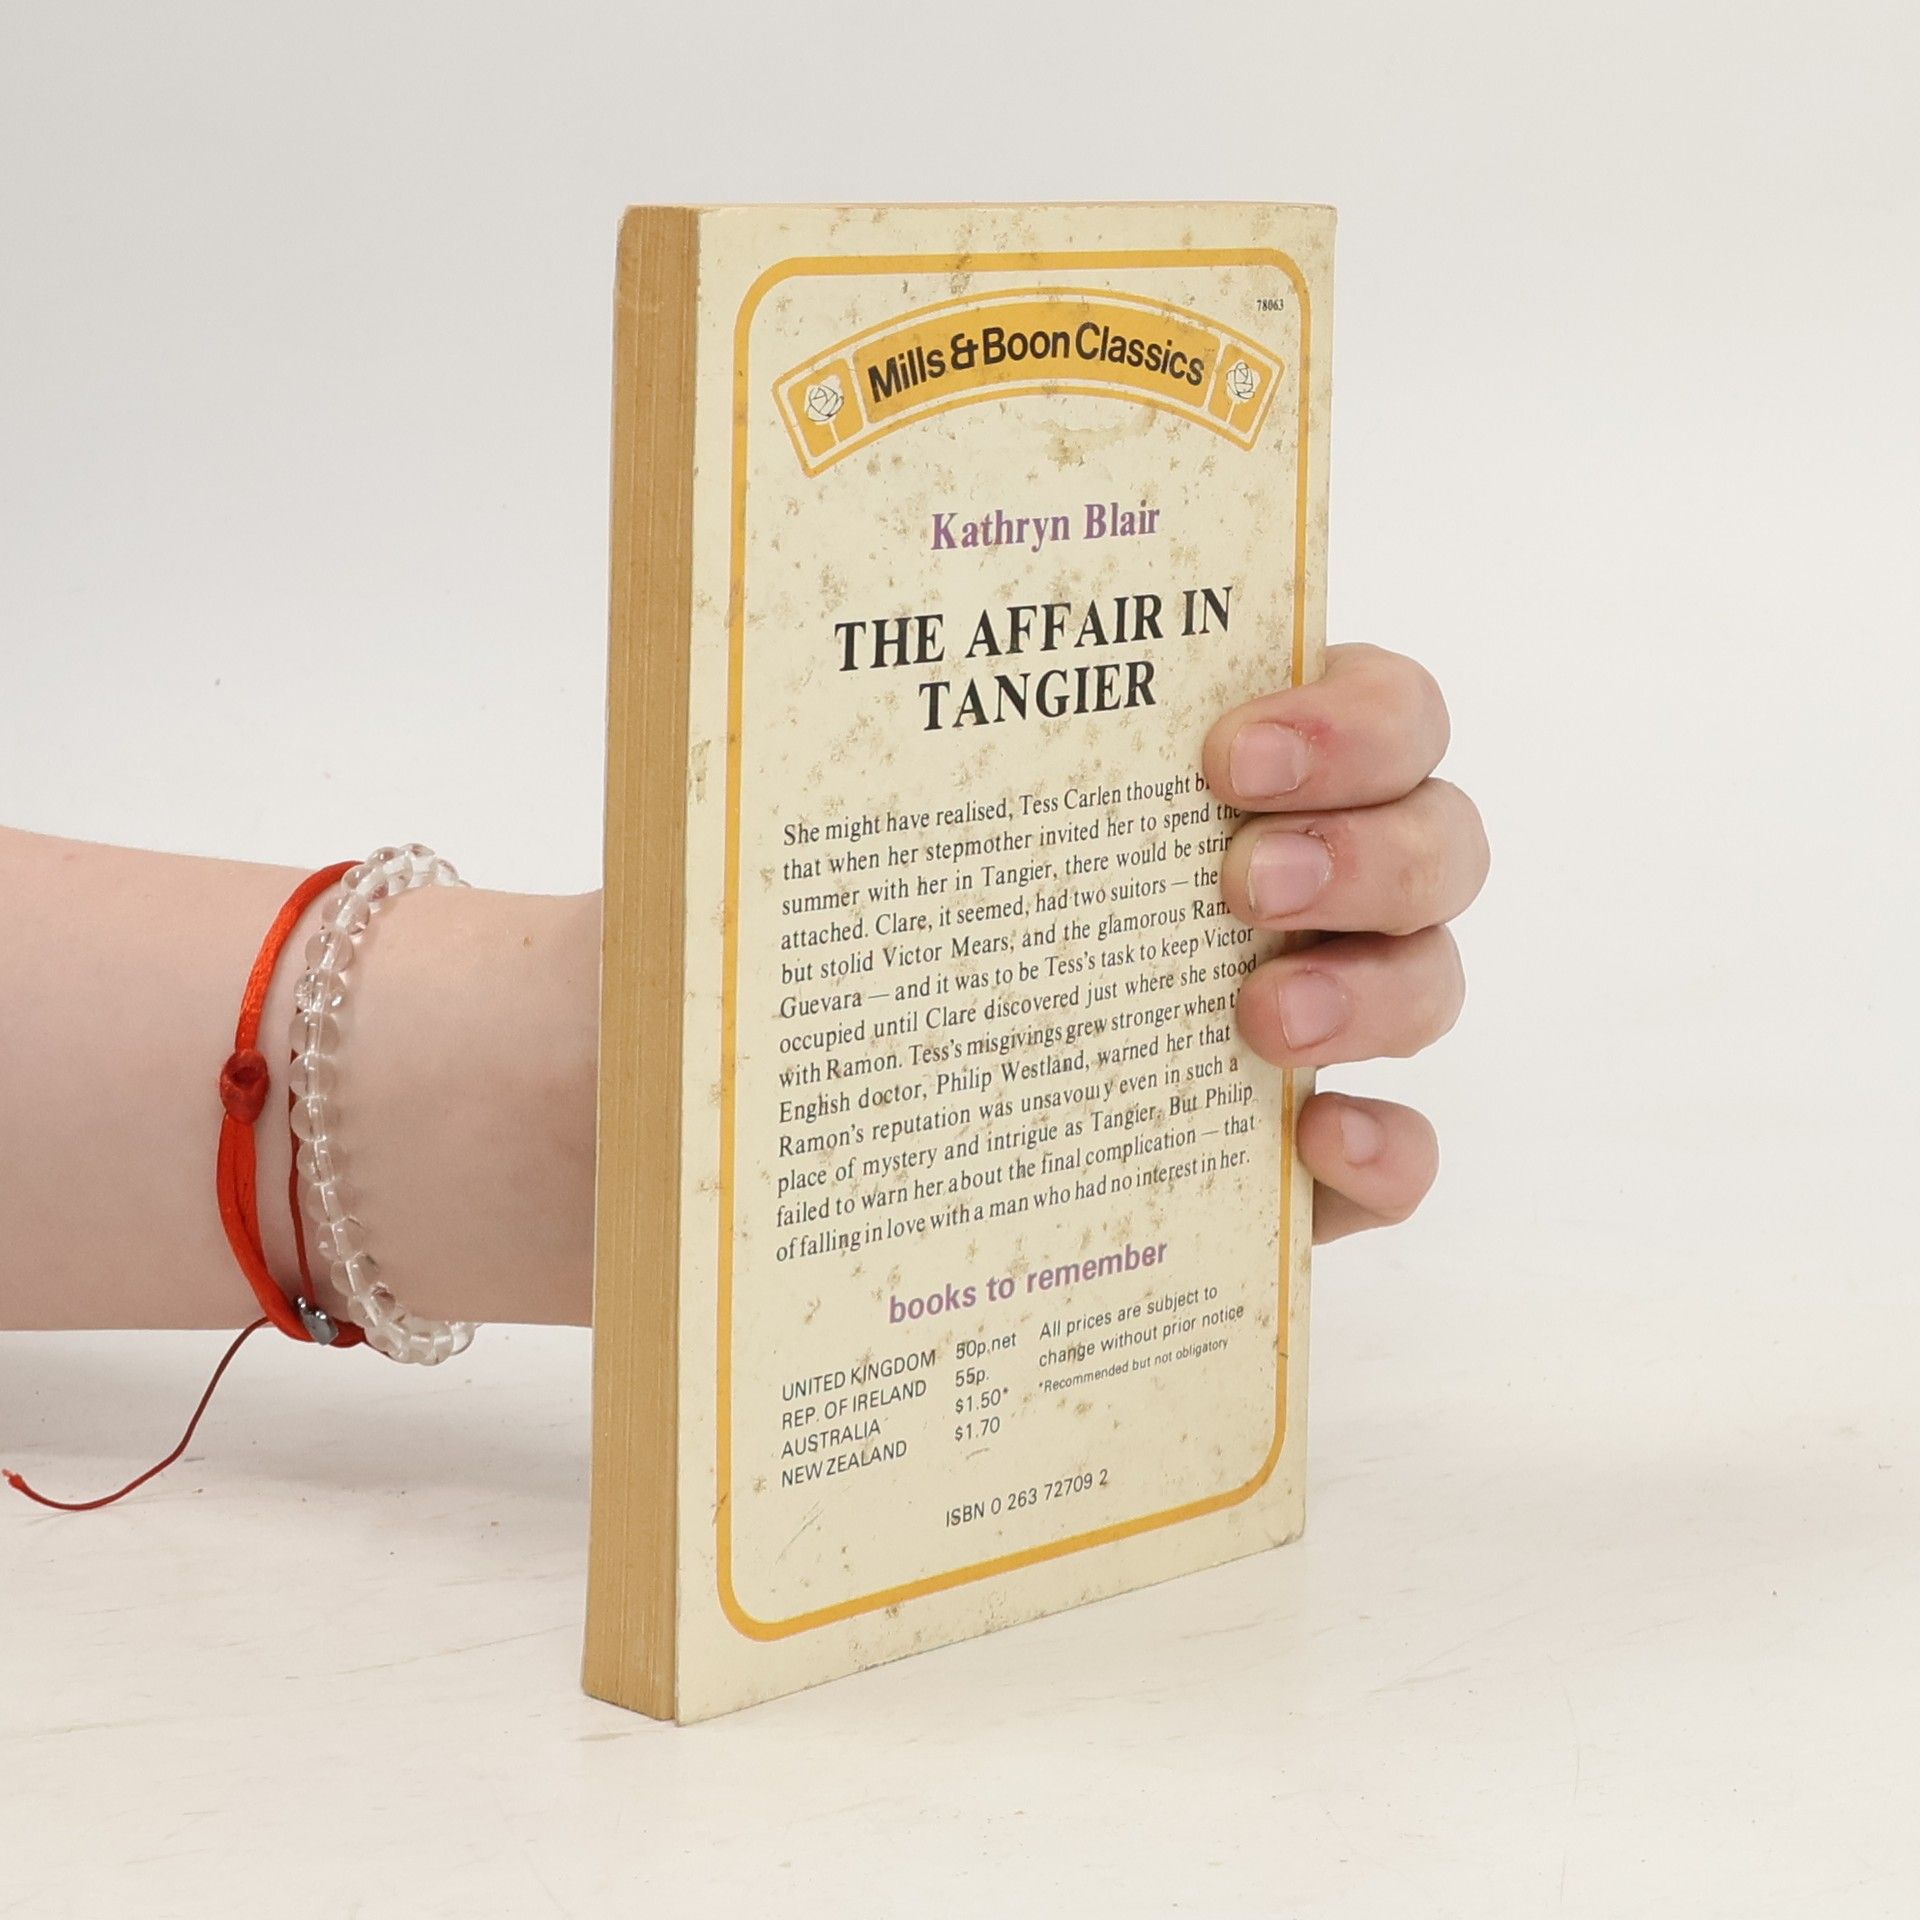 78063
Mills & Boon Classics
Kathryn Blair
THE AFFAIR IN
TANGIER
She might have realised, Tess Carlen thought
that when her stepmother invited her to spend the
summer with her in Tangier, there would be
attached. Clare, it seemed, had two suitors — the
but stolid Victor Mears, and the glamorous
Guevara — and it was to be Tess's task to keep Victor
occupied until Clare discovered just where she stood
with Ramon. Tess's misgivings grew stronger when
English doctor, Philip Westland, warned her that
Ramon's reputation was unsavoury even in such a
place of mystery and intrigue as Tangier. But Philip
failed to warn her about the final complication — that
of falling in love with a man who had no interest in her.
books to remember
UNITED KINGDOM 50p.net
REP. OF IRELAND 55p.
AUSTRALIA $1.50*
NEW ZEALAND $1.70
All prices are subject to
change without prior notice
*Recommended but not obligatory
ISBN 0 263 72709 2